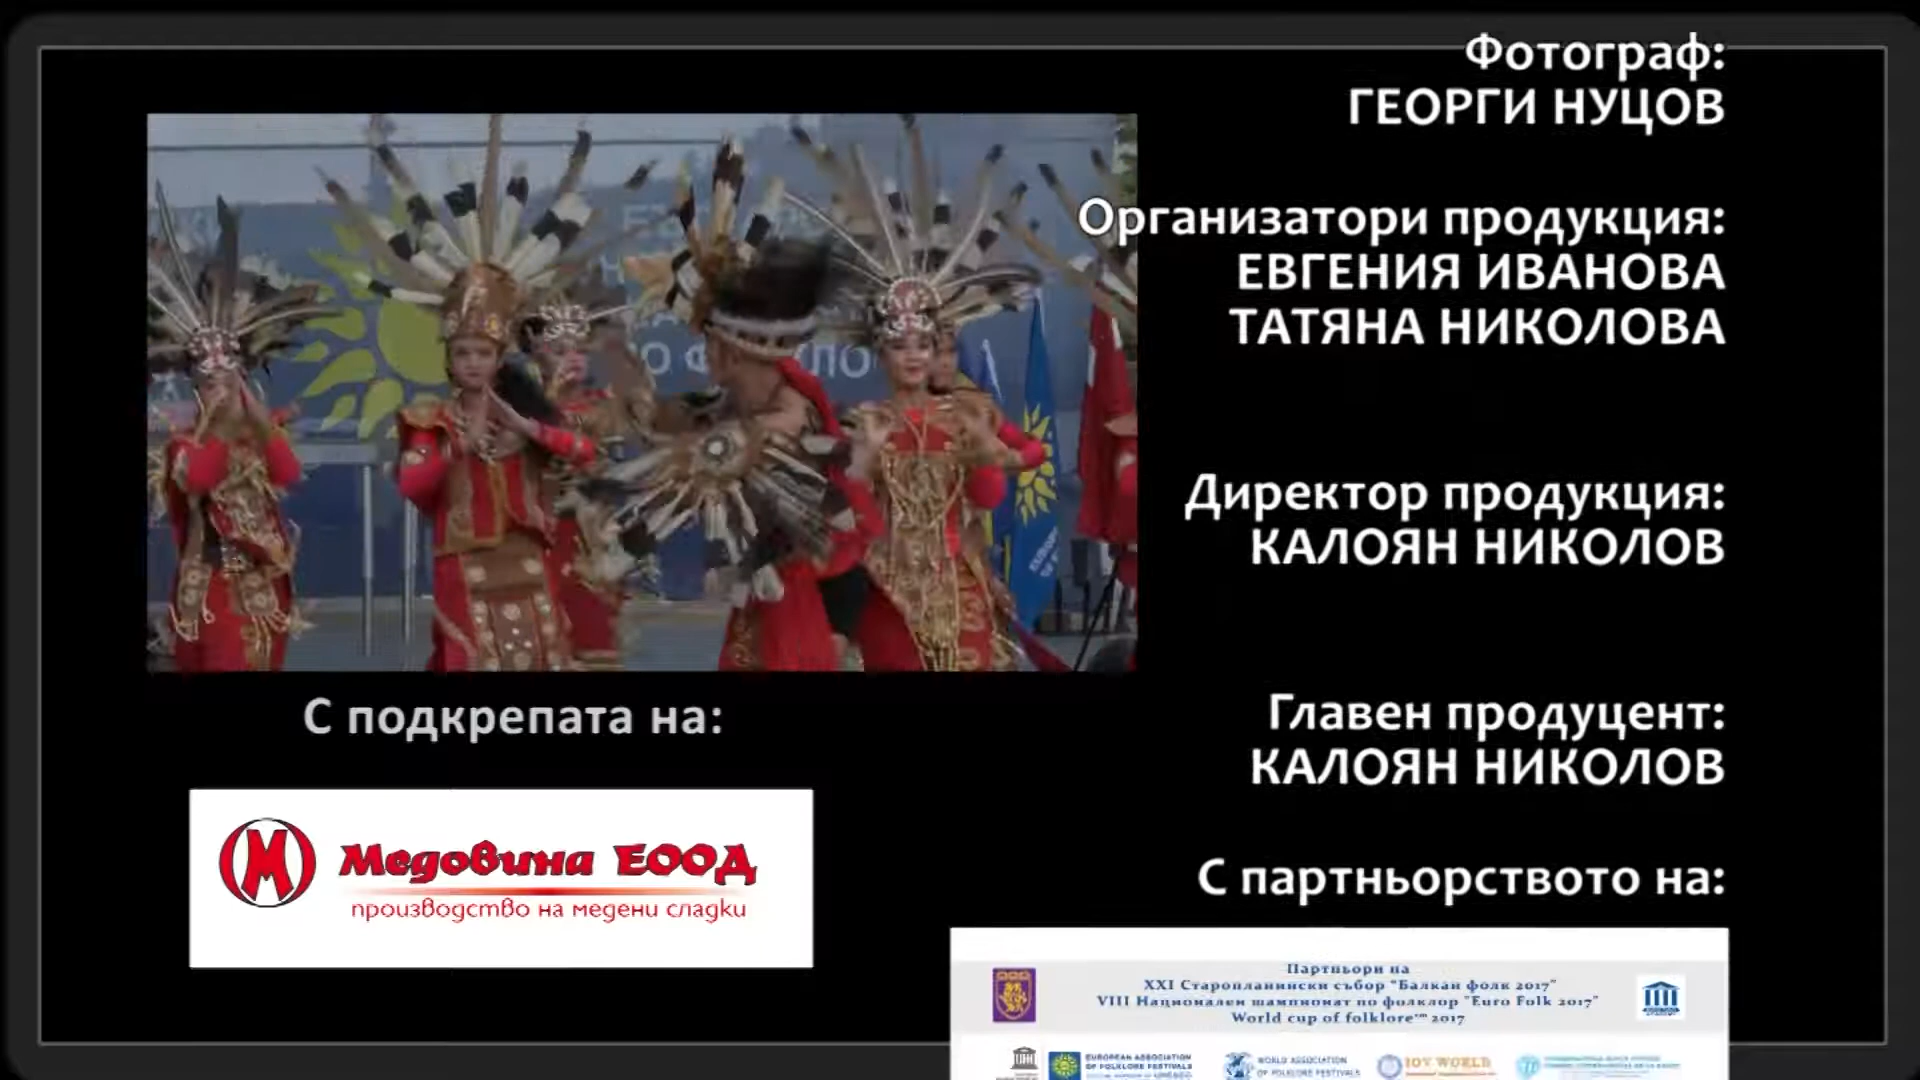 Фотограф:
ГЕОРГИ НУЦОВ
Организатори продукция:
ЕВГЕНИЯ ИВАНОВА
ТАТЯНА НИКОЛОВА
Директор продукция:
КАЛОЯН НИКОЛОВ
Главен продуцент:
КАЛОЯН НИКОЛОВ
С партньорството на:
С подкрепата на:
М
Медовина ЕООД
производство на медени сладки
Партньори на
XXI Старопланински събор "Балкан фолк 2017"
VIII Национален шампионат по фолклор "Euro Folk 2017"
World cup of folklore™ 2017
EUROPEAN ASSOCIATION
OF FOLKLORE FESTIVALS
WORLD ASSOCIATION
OF FOLKLORE FESTIVALS
IOV WORLD